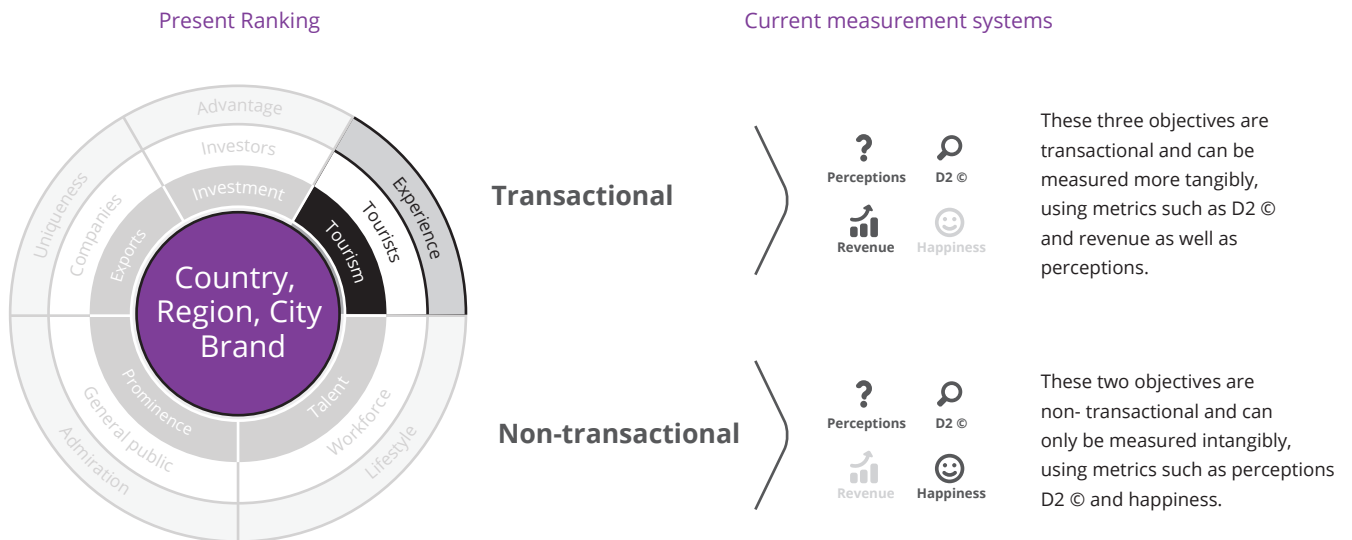 Present Ranking
Current measurement systems
Advantage
Investors
Investment
Uniqueness
Companies
Exports
Experience
Tourists
Tourism
Country,
Region, City
Brand
Prominence
General public
Admiration
Talent
Workforce
Lifestyle
Transactional
?
Perceptions
D2 ©
Revenue
Happiness
These three objectives are
transactional and can be
measured more tangibly,
using metrics such as D2 ©
and revenue as well as
perceptions.
Non-transactional
?
Perceptions
D2 ©
Revenue
Happiness
These two objectives are
non- transactional and can
only be measured intangibly,
using metrics such as perceptions
D2 © and happiness.